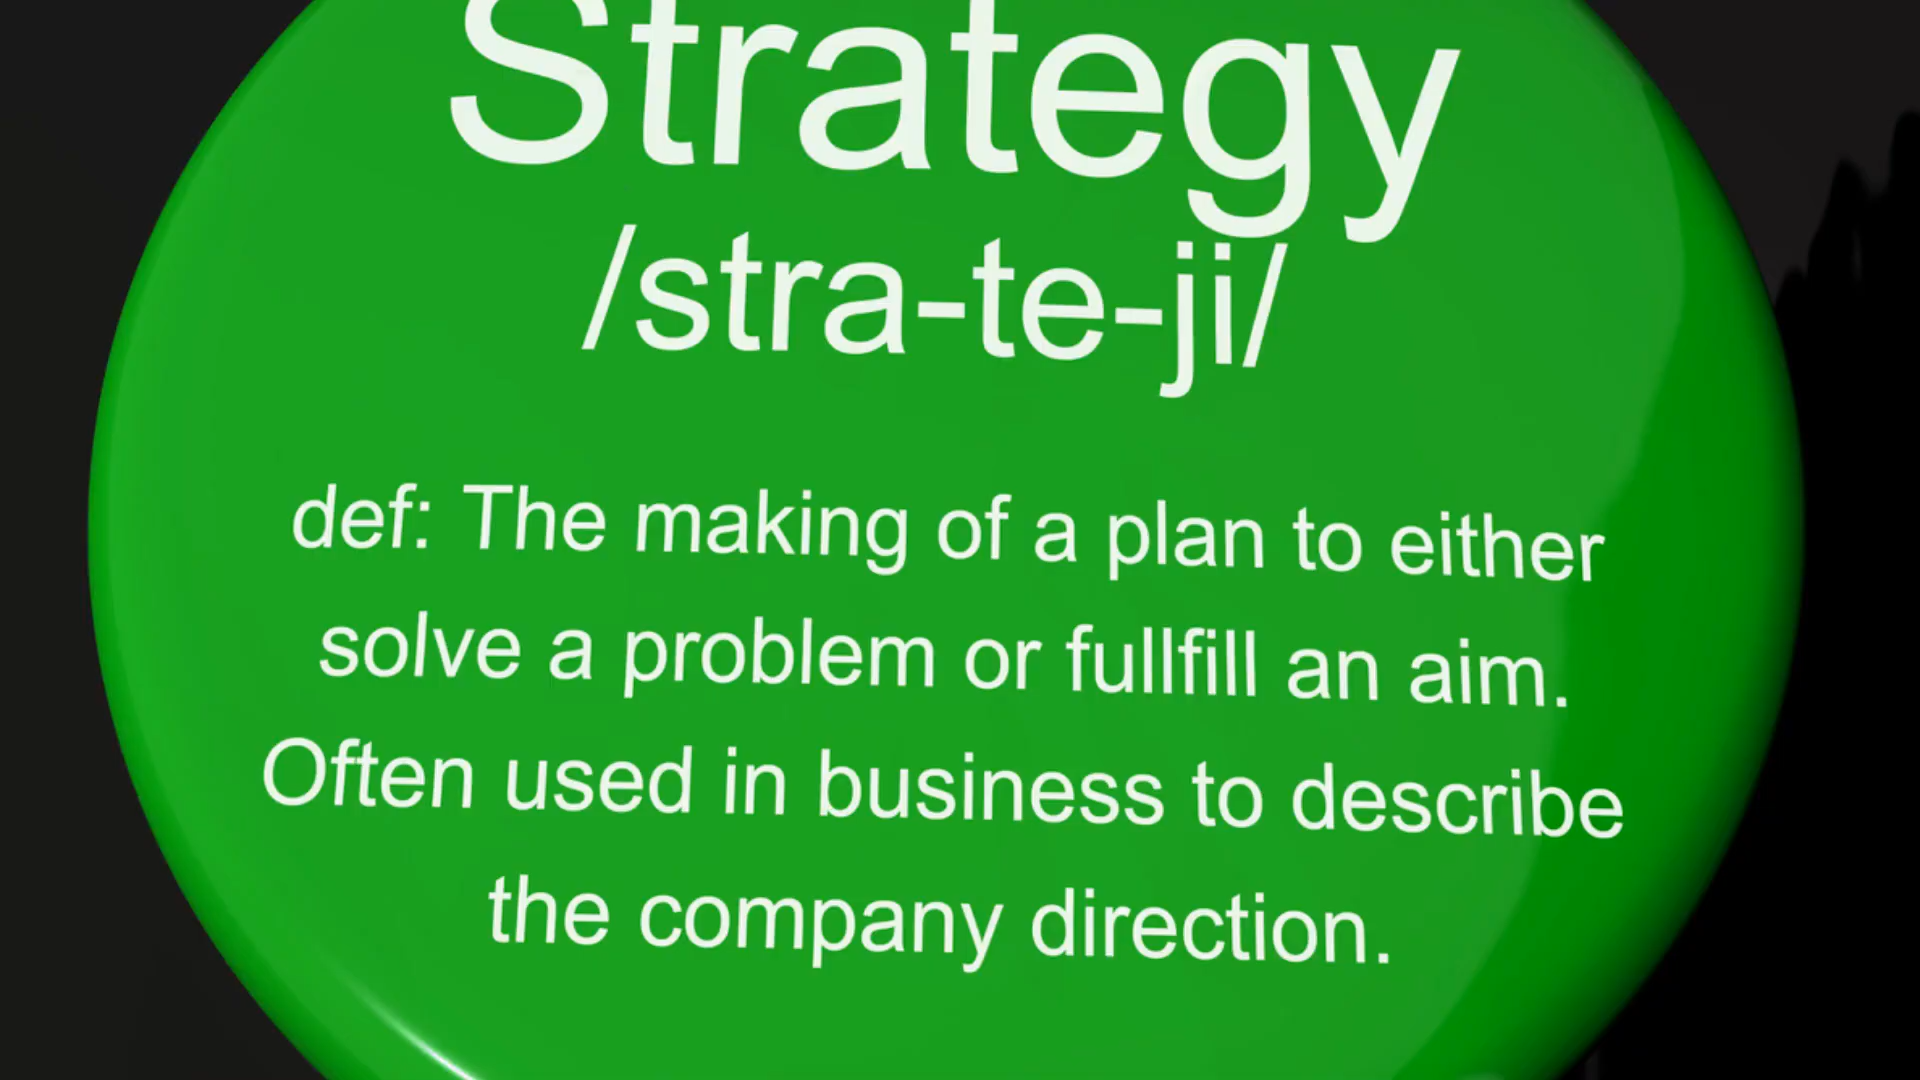 Strategy
/stra-te-ji/
def: The making of a plan to either
solve a problem or fullfill an aim.
Often used in business to describe
the company direction.